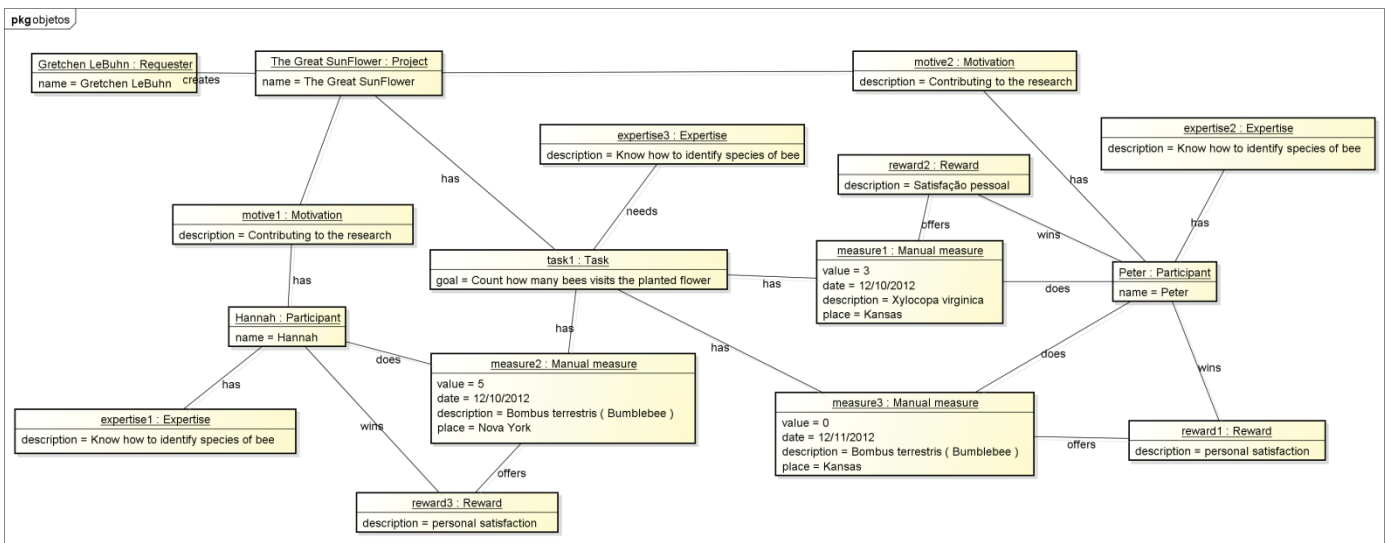 pkg objetos
Gretchen LeBuhn : Requester
name = Gretchen LeBuhn
creates
The Great SunFlower : Project
name = The Great SunFlower
motive2 : Motivation
description = Contributing to the research
expertise3 : Expertise
description = Know how to identify species of bee
expertise2 : Expertise
description = Know how to identify species of bee
reward2 : Reward
description = Satisfação pessoal
has
has
needs
has
offers
wins
motive1 : Motivation
description = Contributing to the research
task1 : Task
goal = Count how many bees visits the planted flower
has
measure1 : Manual measure
value = 3
date = 12/10/2012
description = Xylocopa virginica
place = Kansas
does
Peter : Participant
name = Peter
has
Hannah : Participant
name = Hannah
does
has
has
does
wins
measure2 : Manual measure
value = 5
date = 12/10/2012
description = Bombus terrestris ( Bumblebee )
place = Nova York
has
expertise1 : Expertise
description = Know how to identify species of bee
wins
measure3 : Manual measure
value = 0
date = 12/11/2012
description = Bombus terrestris ( Bumblebee )
place = Kansas
offers
reward1 : Reward
description = personal satisfaction
offers
reward3 : Reward
description = personal satisfaction